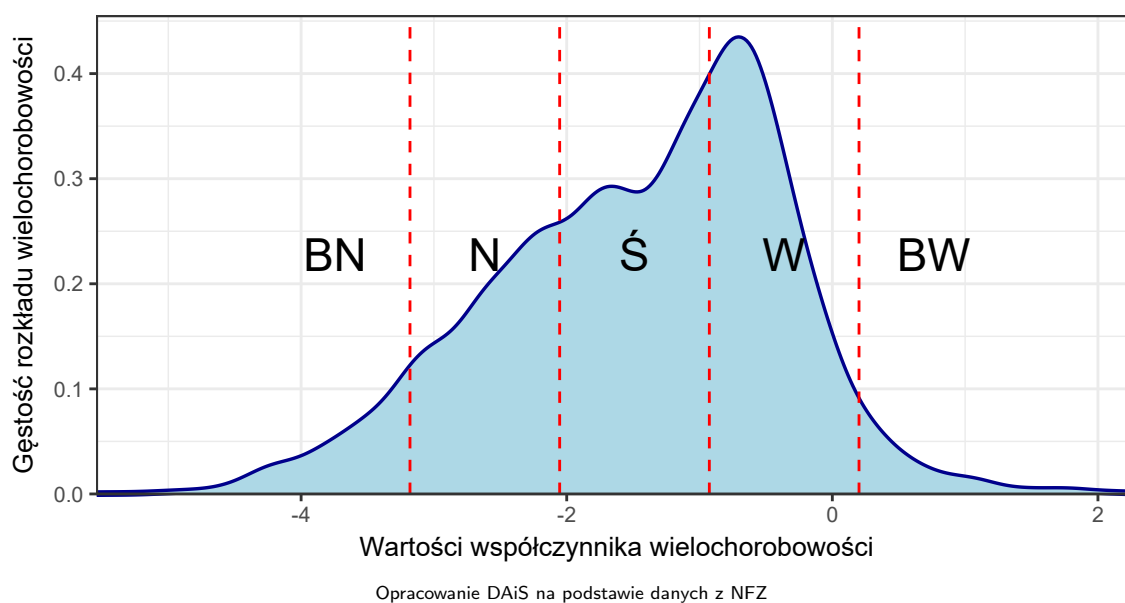 Gęstość rozkładu wielochorobowości
0.4
0.3
0.2
0.1
0.0
BN N Ś W BW
-4 -2 0 2
Wartości współczynnika wielochorobowości
Opracowanie DAiS na podstawie danych z NFZ